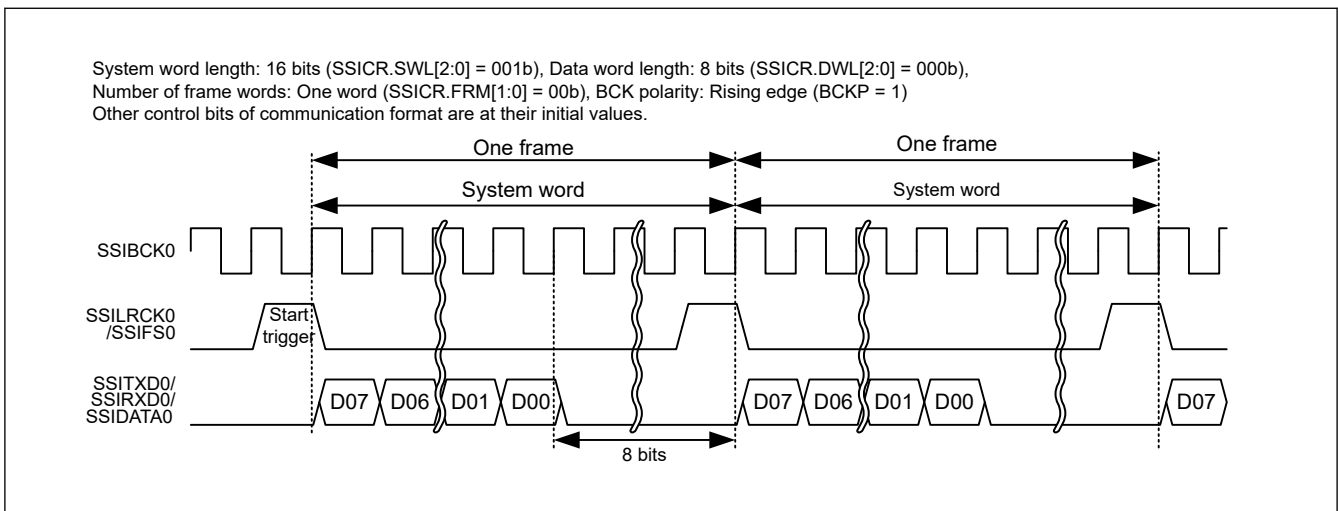 System word length: 16 bits (SSICR.SWL[2:0] = 001b), Data word length: 8 bits (SSICR.DWL[2:0] = 000b),
Number of frame words: One word (SSICR.FRM[1:0] = 00b), BCK polarity: Rising edge (BCKP = 1)
Other control bits of communication format are at their initial values.
One frame One frame
System word System word
SSIBCK0
SSILRCK0
/SSIFS0
Start
trigger
SSITXD0/
SSIRXD0/
SSIDATA0
D07 D06 D01 D00 D07 D06 D01 D00 D07
8 bits